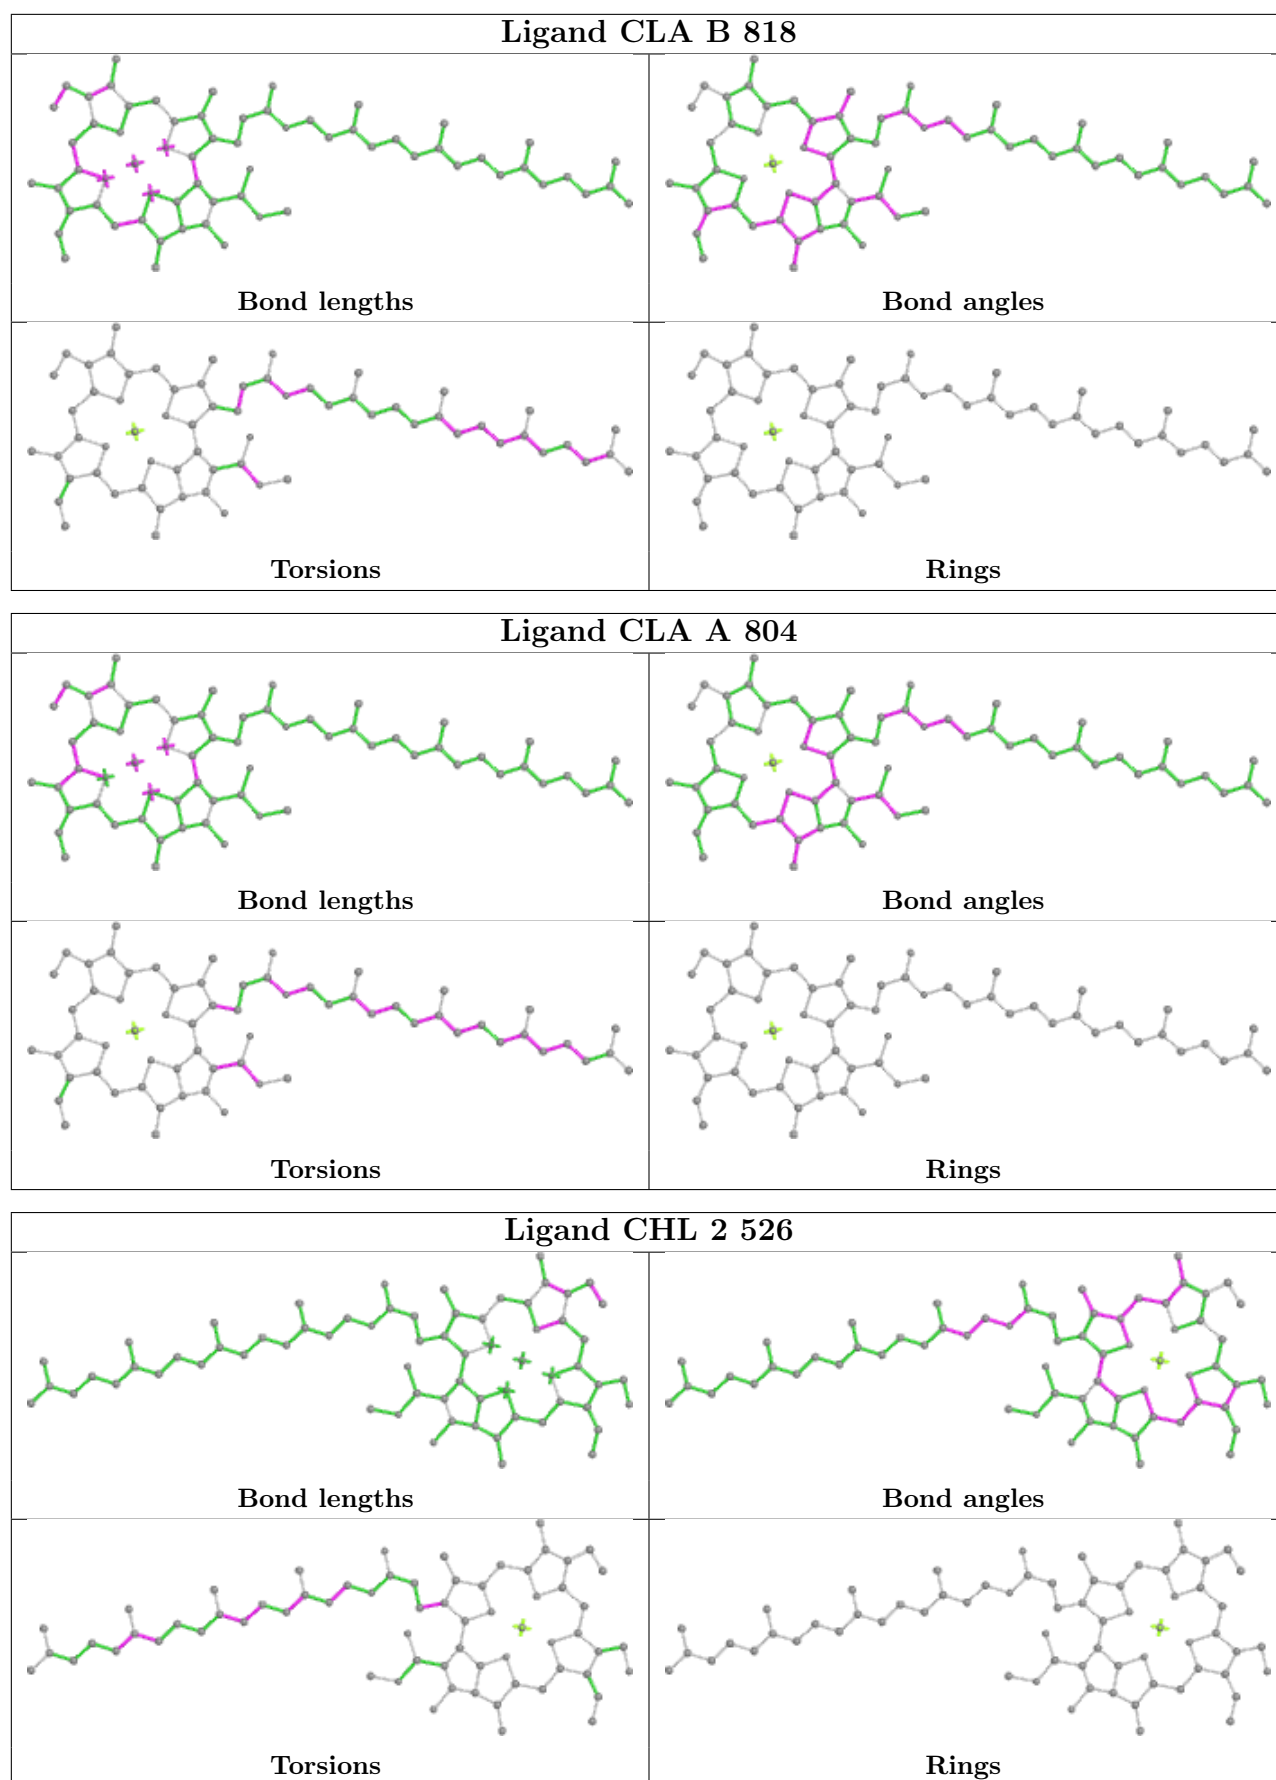 Ligand CLA B 818
Bond lengths
Bond angles
Torsions
Rings
Ligand CLA A 804
Bond lengths
Bond angles
Torsions
Rings
Ligand CHL 2 526
Bond lengths
Bond angles
Torsions
Rings